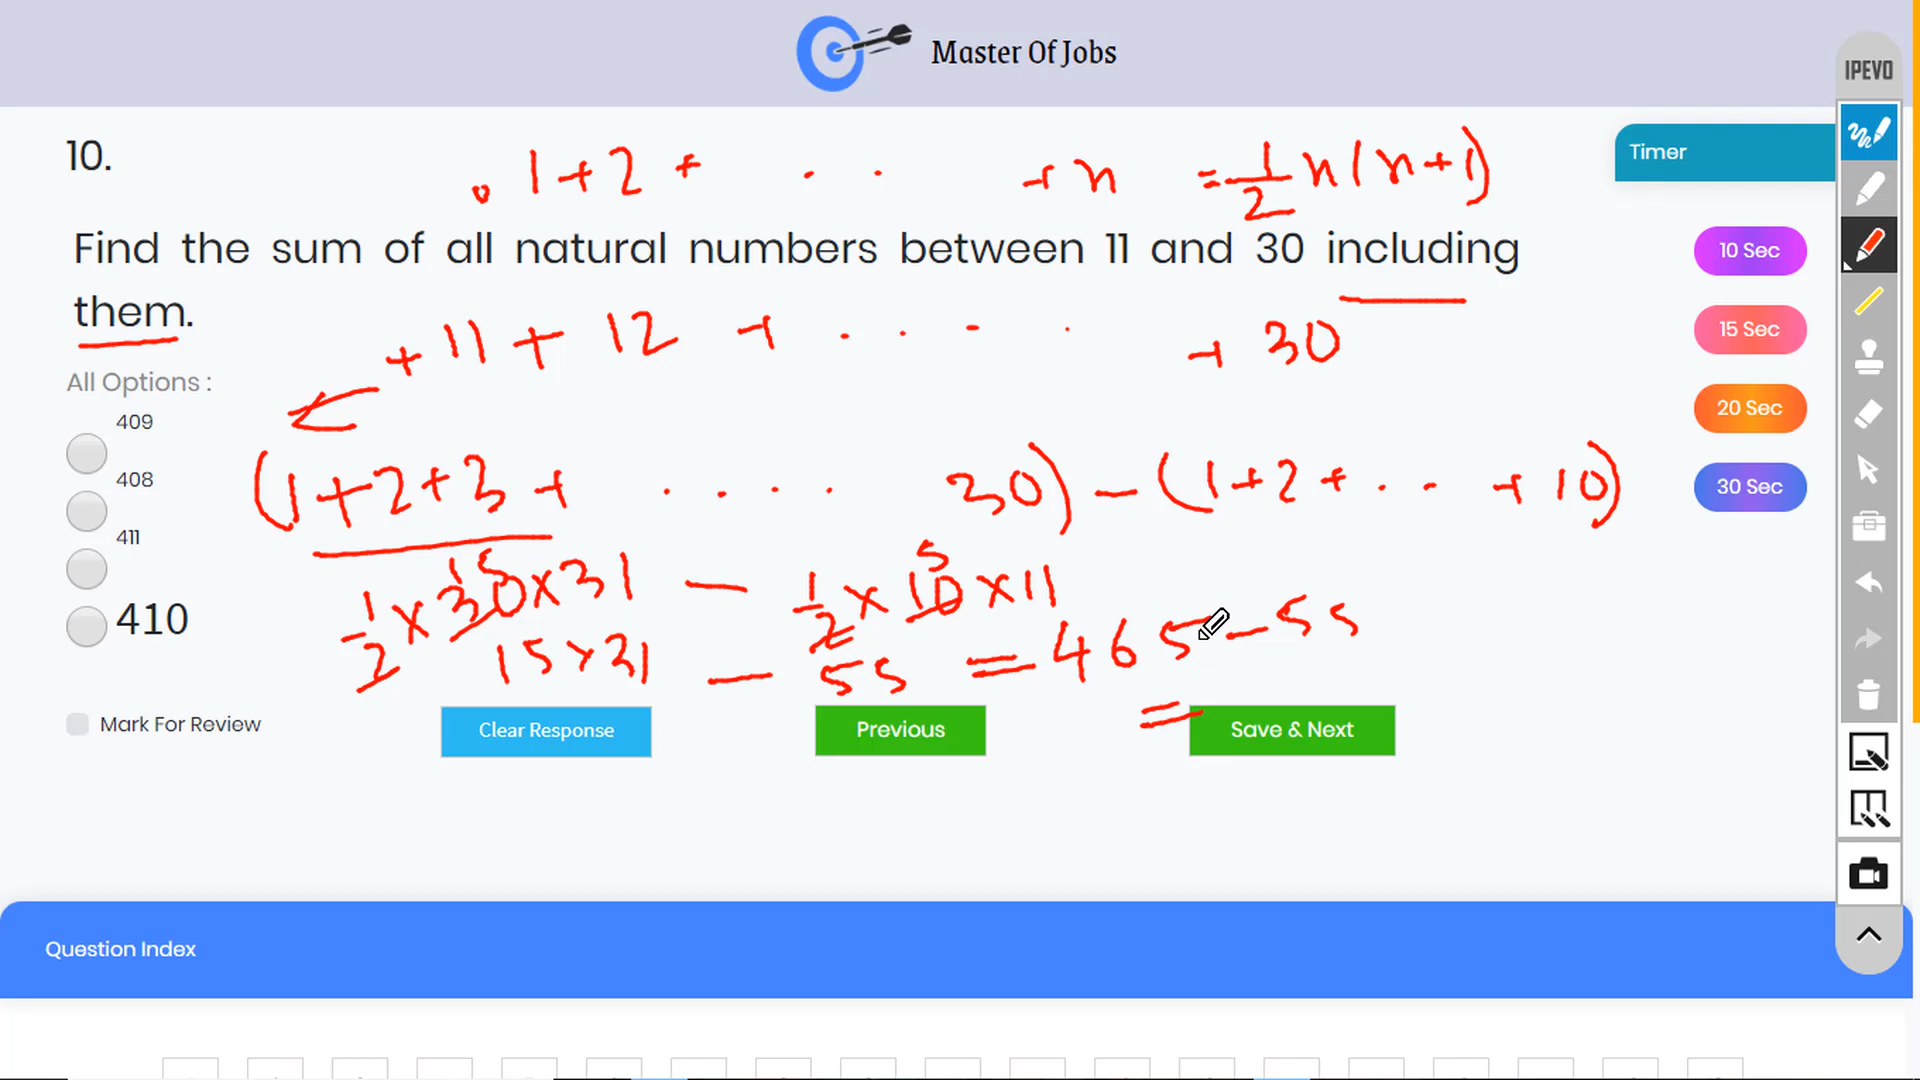 Master Of Jobs
IPEVO
10.
. 1 + 2 + . . + n = 1/2 n(n+1)
Timer
Find the sum of all natural numbers between 11 and 30 including
them.
10 Sec
+ 11 + 12 + . . - . + 30
15 Sec
All Options :
20 Sec
409
(1+2+3+ . . . . 30) - (1+2+ . . + 10)
408
30 Sec
411
15 5
1/2 × 30 × 31 - 1/2 × 10 × 11
410
15 × 31 - 55 = 465 - 55
=
Mark For Review
Clear Response
Previous
Save & Next
Question Index